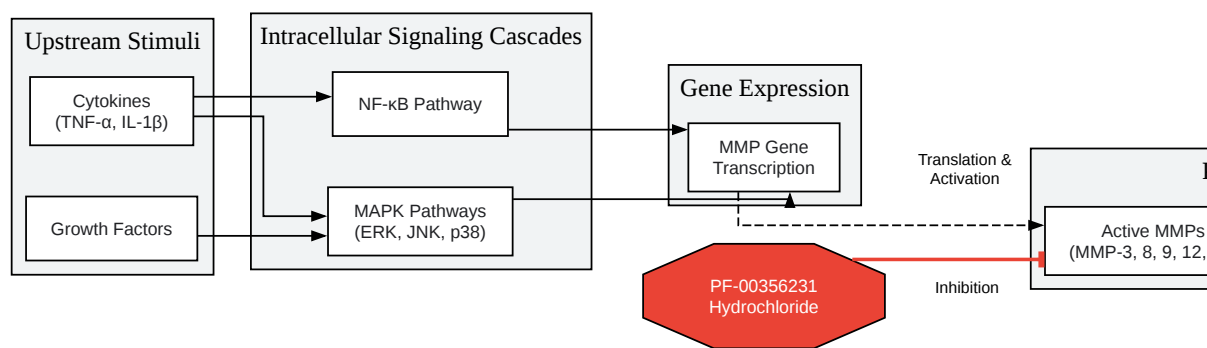 Upstream Stimuli
Cytokines
(TNF-α, IL-1β)
Growth Factors
Intracellular Signaling Cascades
NF-κB Pathway
MAPK Pathways
(ERK, JNK, p38)
Gene Expression
MMP Gene
Transcription
Translation &
Activation
Active MMPs
(MMP-3, 8, 9, 12,
PF-00356231
Hydrochloride
Inhibition